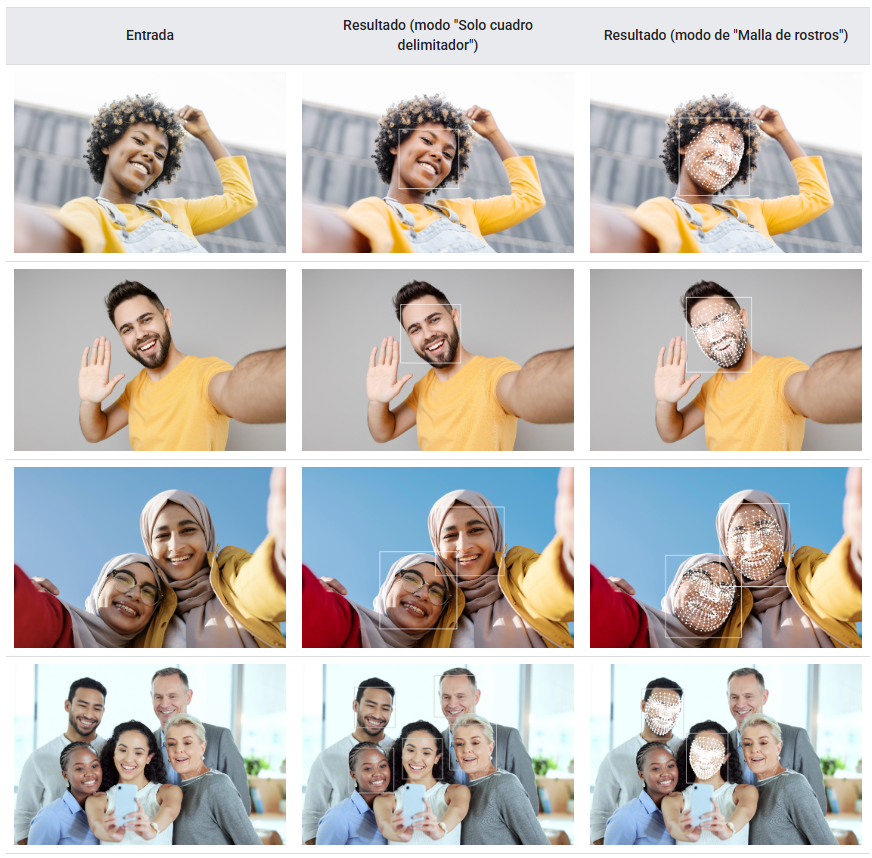 Entrada
Resultado (modo "Solo cuadro
delimitador")
Resultado (modo de "Malla de rostros")